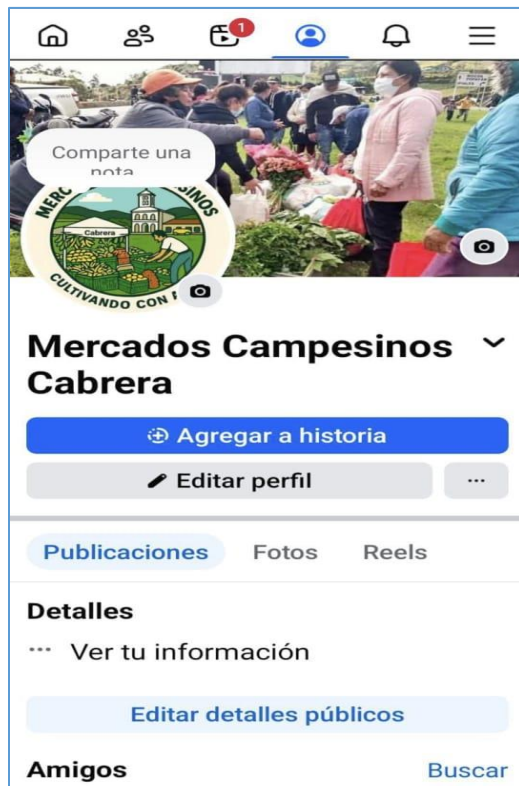 1
Comparte una
nota
Cabrera
CULTIVANDO CON
Mercados Campesinos
Cabrera
Agregar a historia
Editar perfil
Publicaciones Fotos Reels
Detalles
Ver tu información
Editar detalles públicos
Amigos Buscar